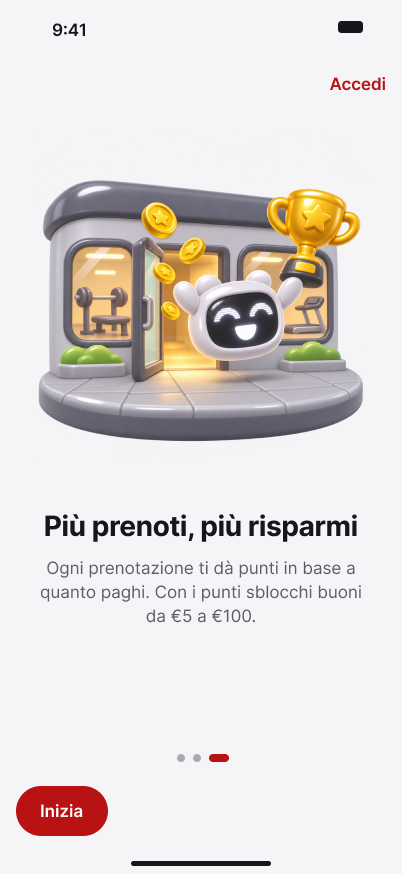 9:41
Accedi
Più prenoti, più risparmi
Ogni prenotazione ti dà punti in base a
quanto paghi. Con i punti sblocchi buoni
da €5 a €100.
Inizia